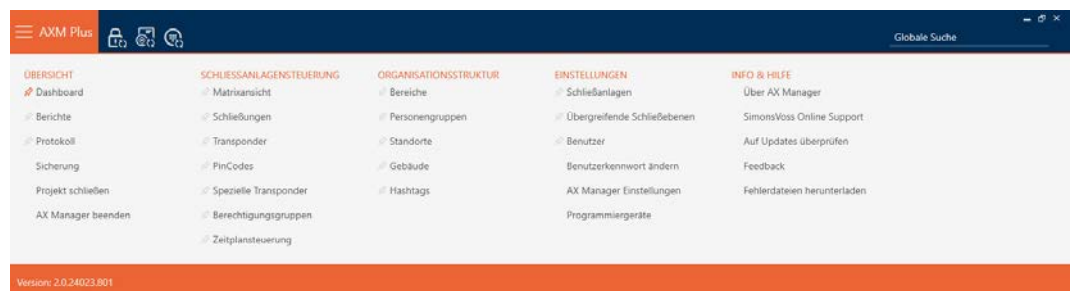 AXM Plus
Globale Suche
ÜBERSICHT
Dashboard
Berichte
Protokoll
Sicherung
Projekt schließen
AX Manager beenden
SCHLIESSANLAGENSTEUERUNG
Matrixansicht
Schließungen
Transponder
PinCodes
Spezielle Transponder
Berechtigungsgruppen
Zeitplansteuerung
ORGANISATIONSSTRUKTUR
Bereiche
Personengruppen
Standorte
Gebäude
Hashtags
EINSTELLUNGEN
Schließanlagen
Übergreifende Schließebenen
Benutzer
Benutzerkennwort ändern
AX Manager Einstellungen
Programmiergeräte
INFO & HILFE
Über AX Manager
SimonsVoss Online Support
Auf Updates überprüfen
Feedback
Fehlerdateien herunterladen
Version: 2.0.24023.801